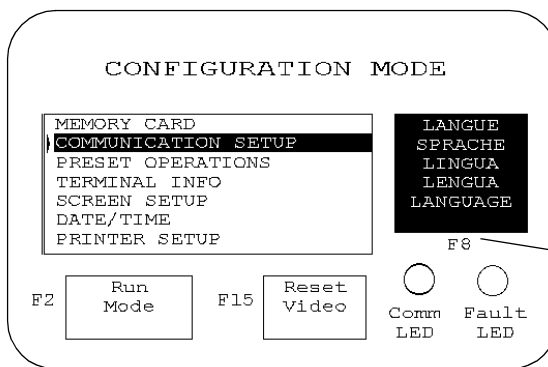 CONFIGURATION MODE
MEMORY CARD
COMMUNICATION SETUP
PRESET OPERATIONS
TERMINAL INFO
SCREEN SETUP
DATE/TIME
PRINTER SETUP
LANGUE
SPRACHE
LINGUA
LENGUA
LANGUAGE
F8
F2
Run
Mode
F15
Reset
Video
Comm
LED
Fault
LED